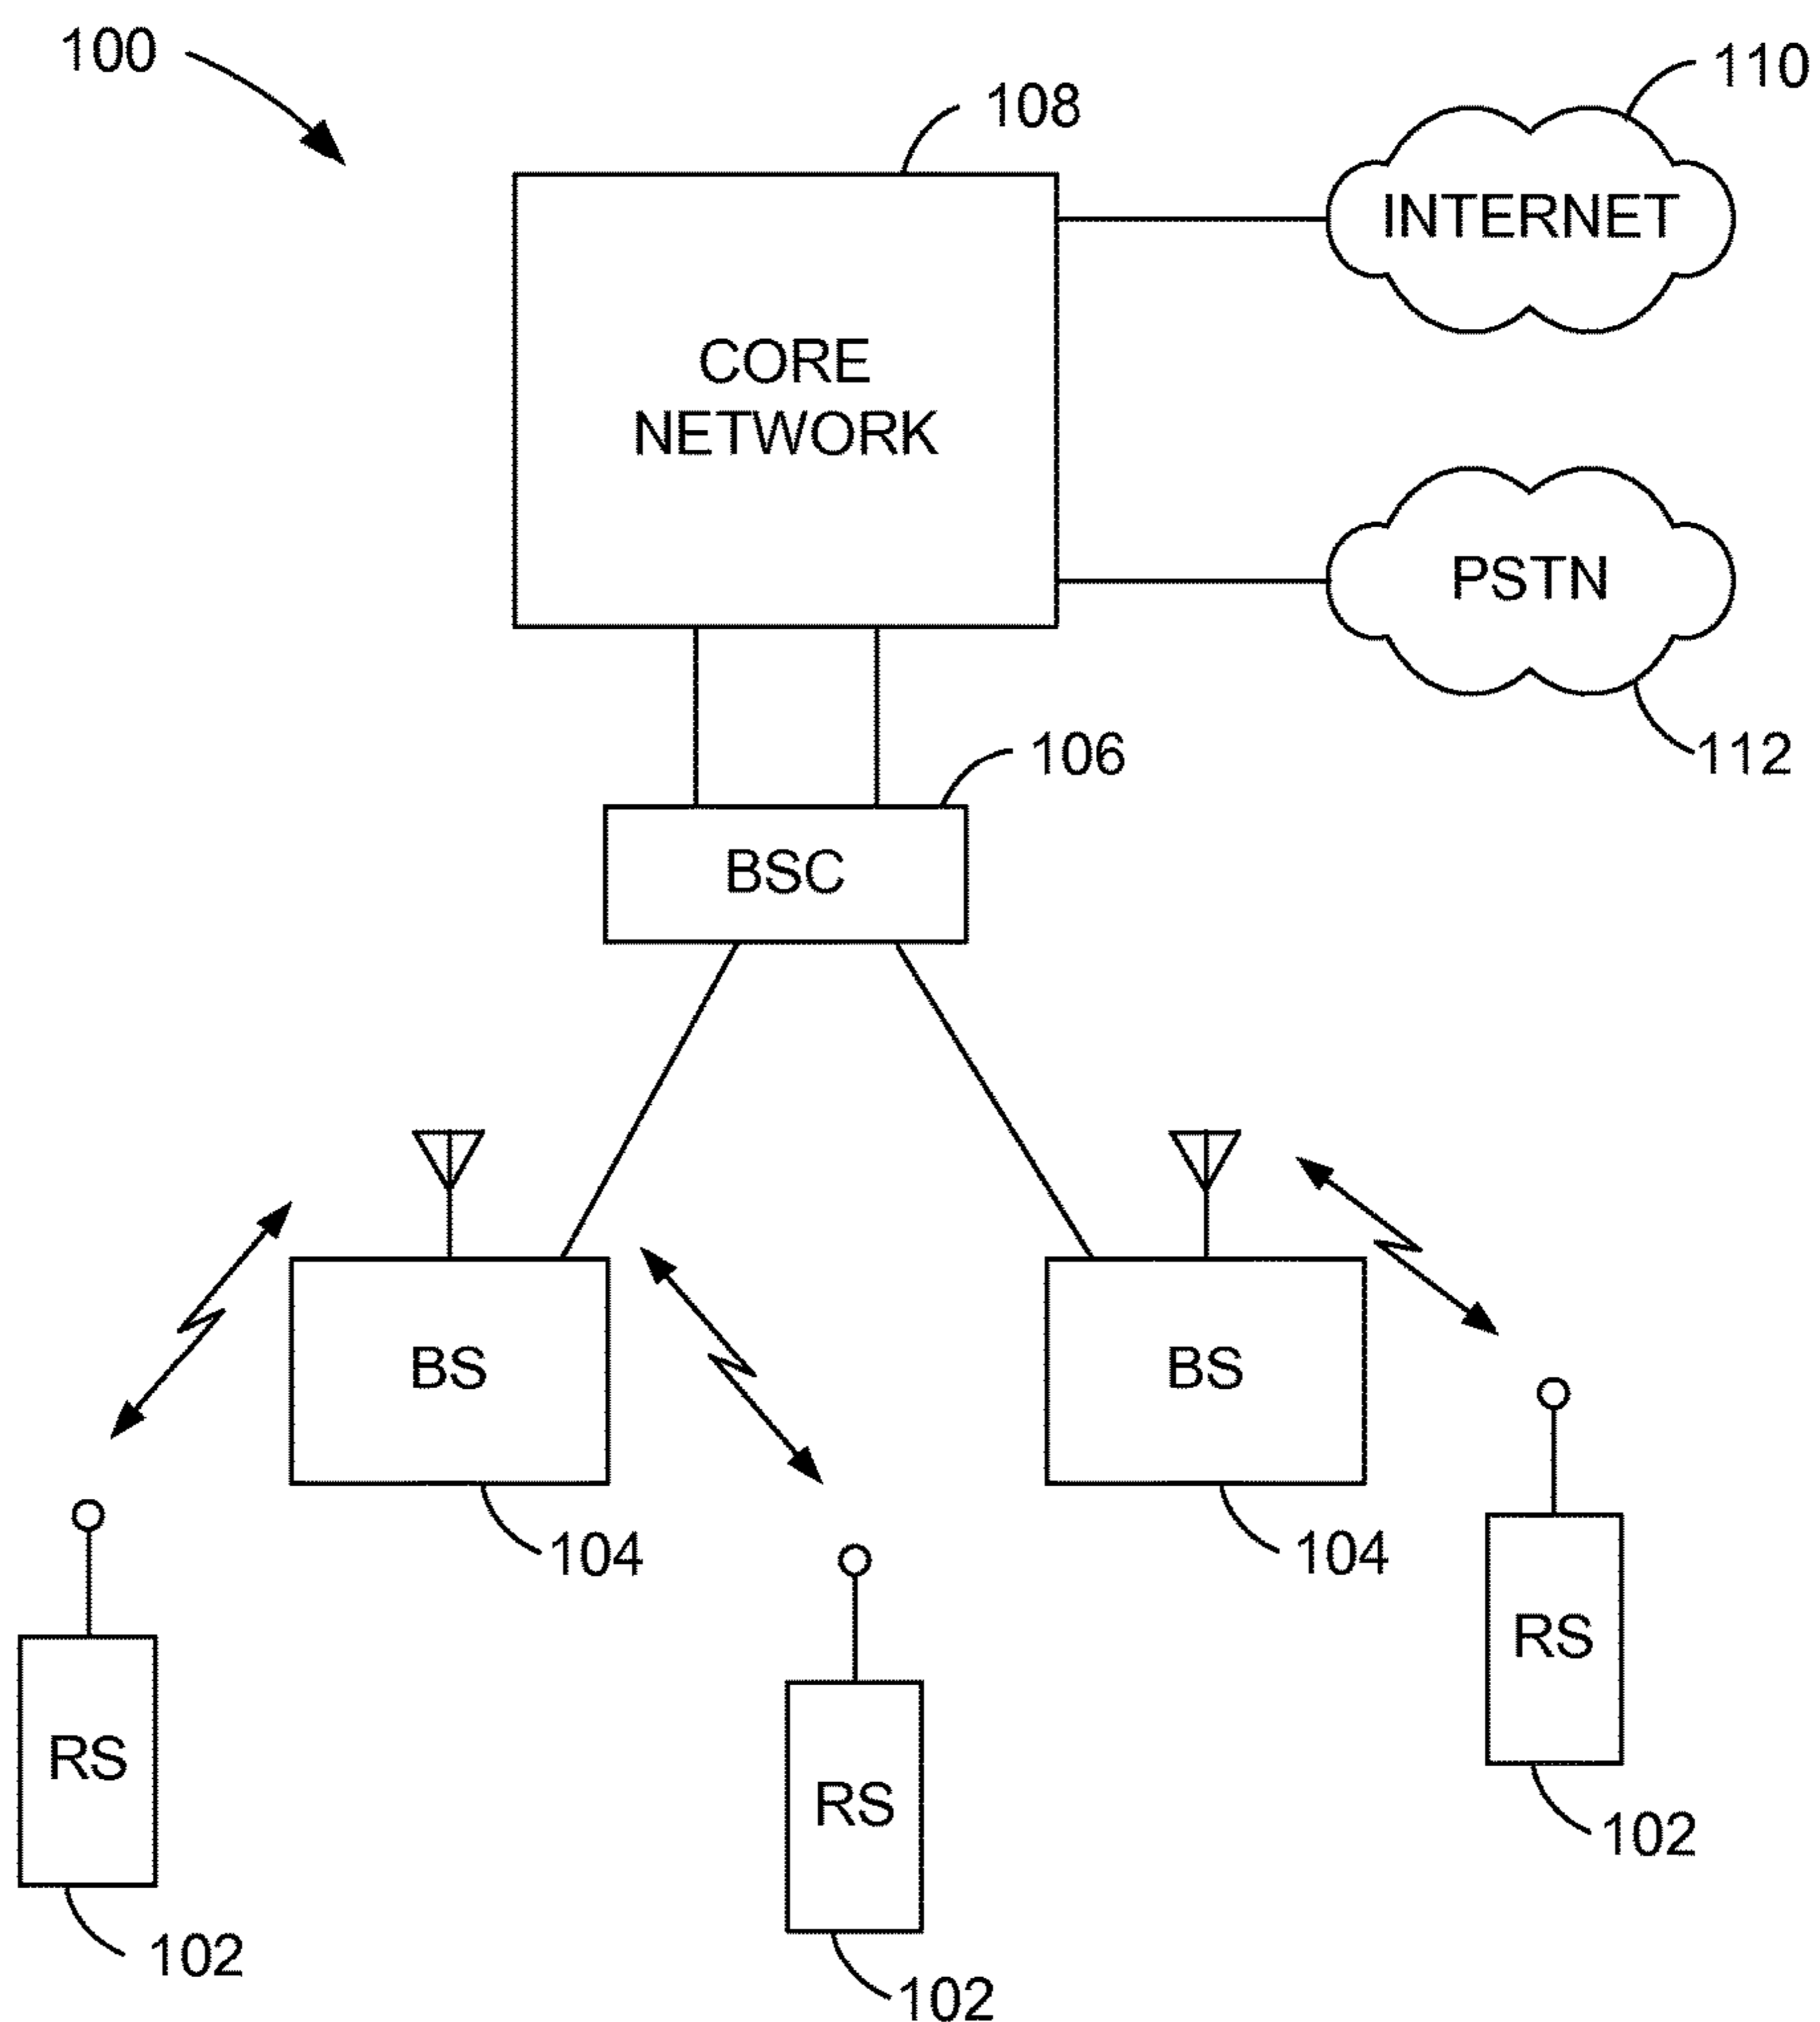 100
108
110
INTERNET
CORE
NETWORK
PSTN
112
106
BSC
BS
BS
104
104
RS
RS
RS
102
102
102